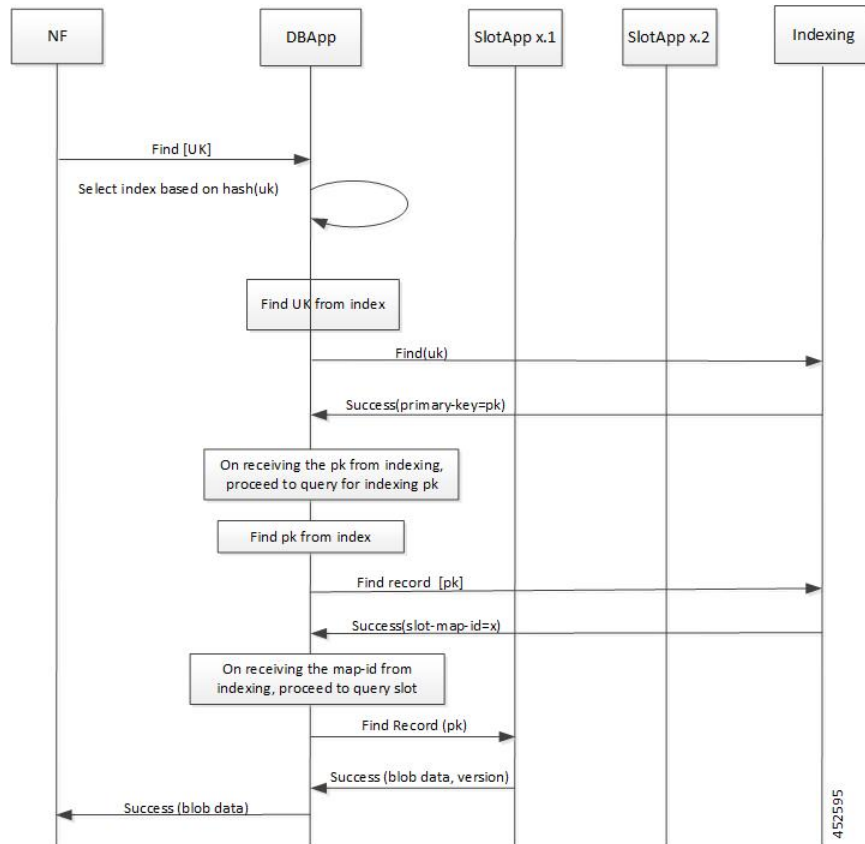 NF
DBApp
SlotApp x.1
SlotApp x.2
Indexing
Find [UK]
Select index based on hash(uk)
Find UK from index
Find(uk)
Success(primary-key=pk)
On receiving the pk from indexing,
proceed to query for indexing pk
Find pk from index
Find record [pk]
Success(slot-map-id=x)
On receiving the map-id from
indexing, proceed to query slot
Find Record (pk)
Success (blob data, version)
Success (blob data)
452595